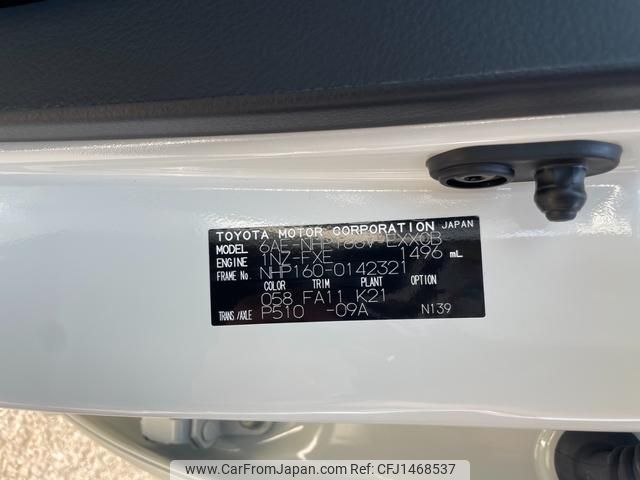 TOYOTA MOTOR CORPORATION JAPAN
MODEL
ENGINE 1NZ-FXE 1496 mL
FRAME No. NHP160-0142321
COLOR TRIM PLANT OPTION
058 FA11 K21
TRANS/AXLE P510 -09A N139
www.CarFromJapan.com - ID:CFJ1468537